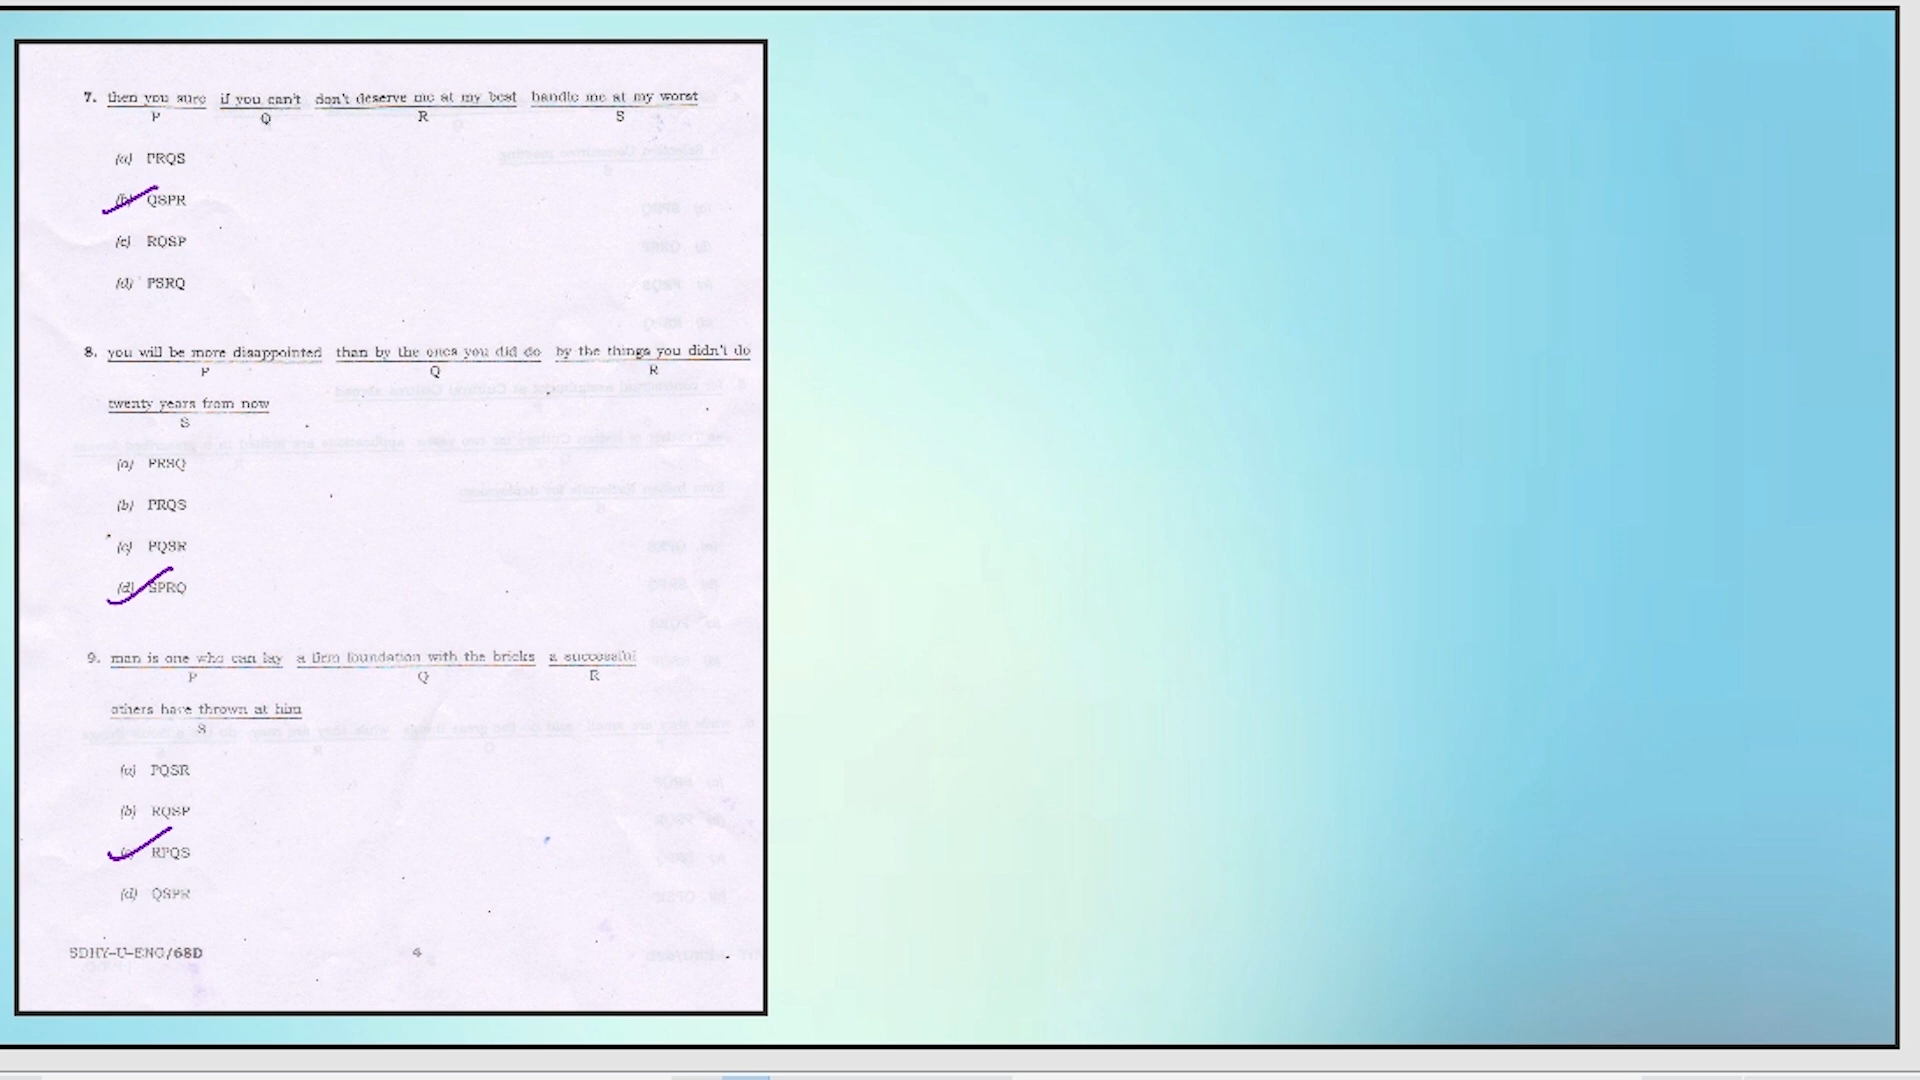 7. then you sure if you can't don't deserve me at my best handle me at my worst
P Q R S
(a) PRQS
(b) QSPR
(c) RQSP
(d) PSRQ
8. you will be more disappointed than by the ones you did do by the things you didn't do
P Q R
twenty years from now
S
(a) PRSQ
(b) PRQS
(c) PQSR
(d) SPRQ
9. man is one who can lay a firm foundation with the bricks a successful
P Q R
others have thrown at him
S
(a) PQSR
(b) RQSP
(c) RPQS
(d) QSPR
SDHY-U-ENG/68D 4